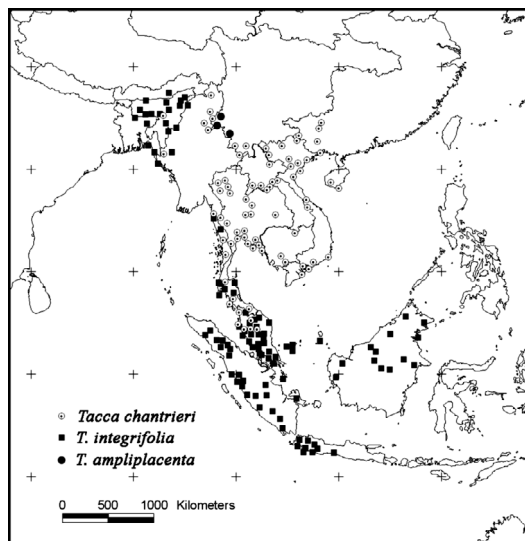 Tacca chantrieri
T. integrifolia
T. ampliplacenta
0 500 1000 Kilometers